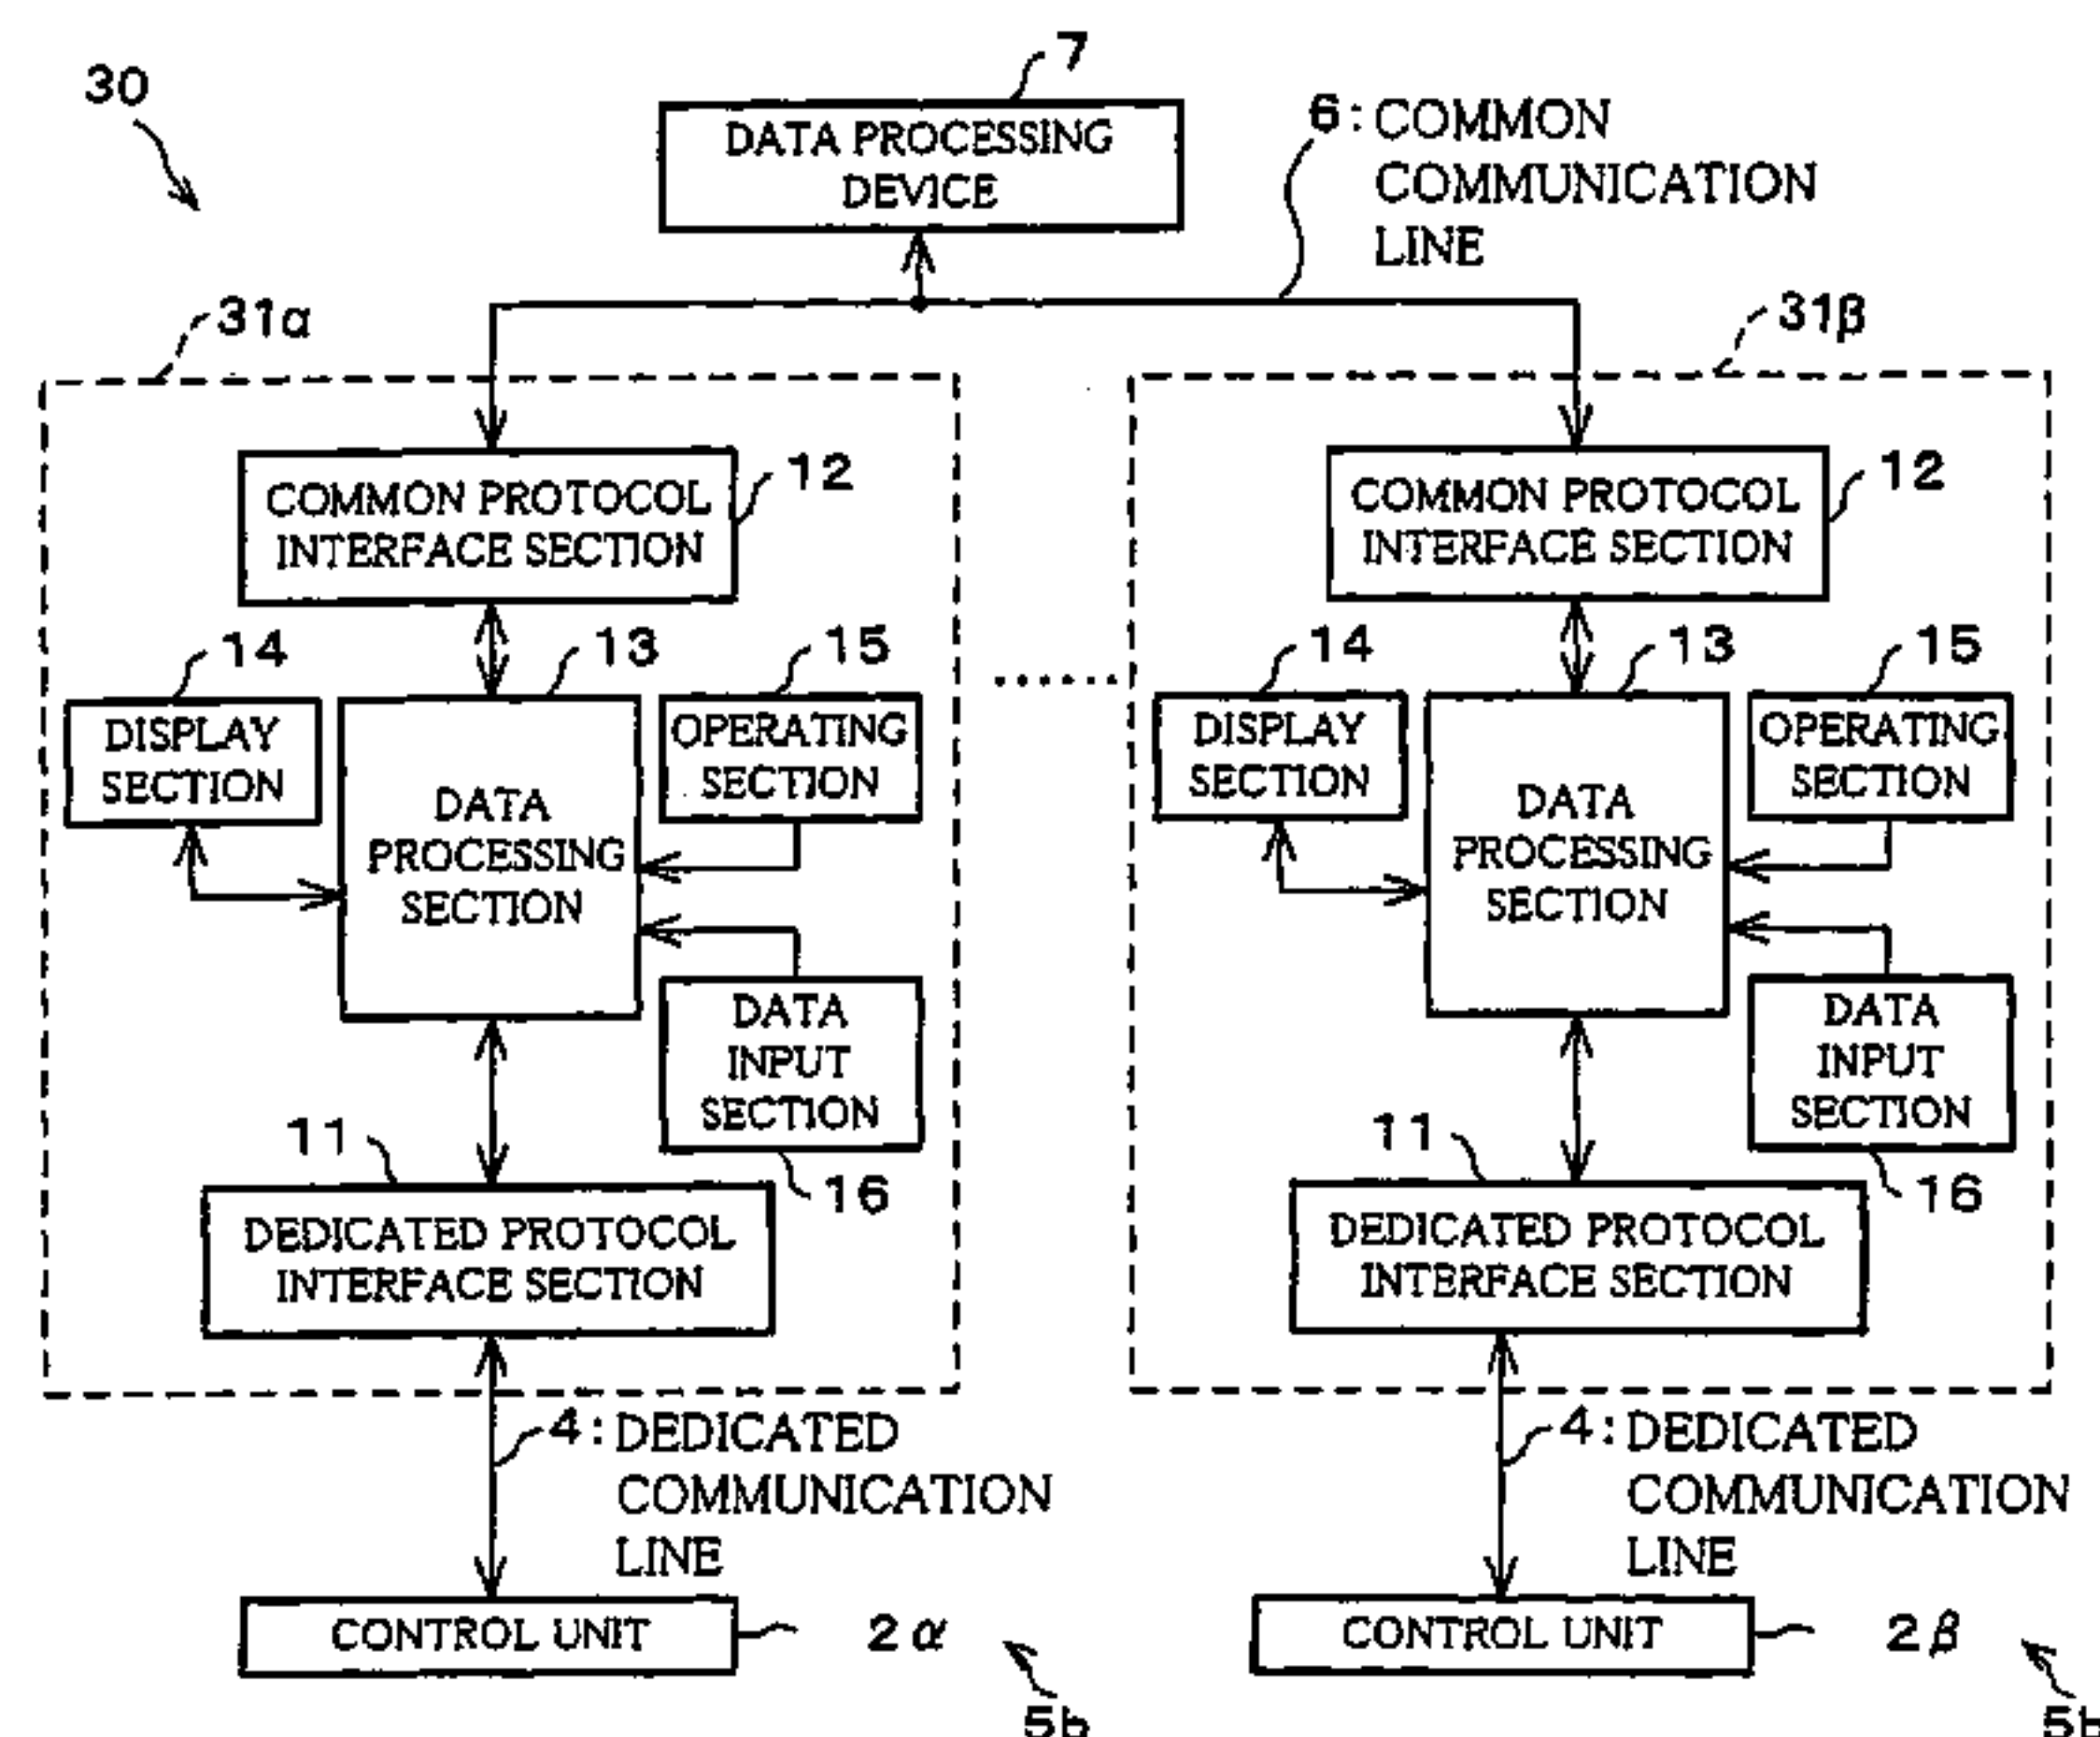 30
7
DATA PROCESSING
DEVICE
6: COMMON
COMMUNICATION
LINE
31α
31β
COMMON PROTOCOL
INTERFACE SECTION
12
14
13
15
DISPLAY
SECTION
DATA
PROCESSING
SECTION
OPERATING
SECTION
DATA
INPUT
SECTION
16
11
DEDICATED PROTOCOL
INTERFACE SECTION
4: DEDICATED
COMMUNICATION
LINE
CONTROL UNIT
2α
5b
......
COMMON PROTOCOL
INTERFACE SECTION
12
14
13
15
DISPLAY
SECTION
DATA
PROCESSING
SECTION
OPERATING
SECTION
DATA
INPUT
SECTION
16
11
DEDICATED PROTOCOL
INTERFACE SECTION
4: DEDICATED
COMMUNICATION
LINE
CONTROL UNIT
2β
5b